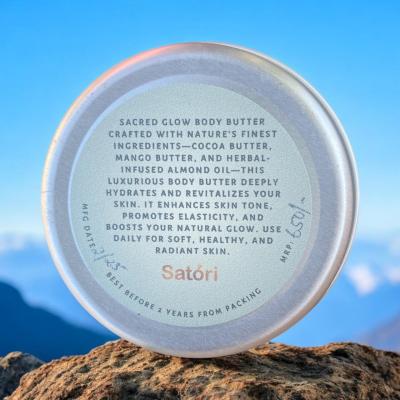 SACRED GLOW BODY BUTTER
CRAFTED WITH NATURE'S FINEST
INGREDIENTS—COCOA BUTTER,
MANGO BUTTER, AND HERBAL-
INFUSED ALMOND OIL—THIS
LUXURIOUS BODY BUTTER DEEPLY
HYDRATES AND REVITALIZES YOUR
SKIN. IT ENHANCES SKIN TONE,
PROMOTES ELASTICITY, AND
BOOSTS YOUR NATURAL GLOW. USE
DAILY FOR SOFT, HEALTHY, AND
RADIANT SKIN.
Satóri
MFG DATE:
BEST BEFORE 2 YEARS FROM PACKING
MRP: 650/-